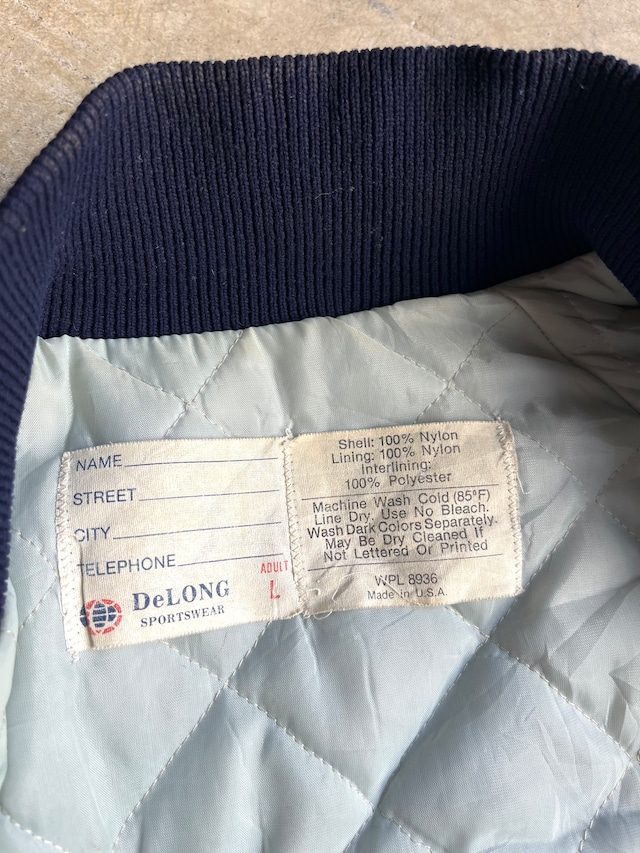 NAME
STREET
CITY
TELEPHONE
ADULT
L
DeLONG
SPORTSWEAR
Shell: 100% Nylon
Lining: 100% Nylon
Interlining:
100% Polyester
Machine Wash Cold (85°F)
Line Dry. Use No Bleach.
Wash Dark Colors Separately.
May Be Dry Cleaned If
Not Lettered Or Printed
WPL 8936
Made in U.S.A.